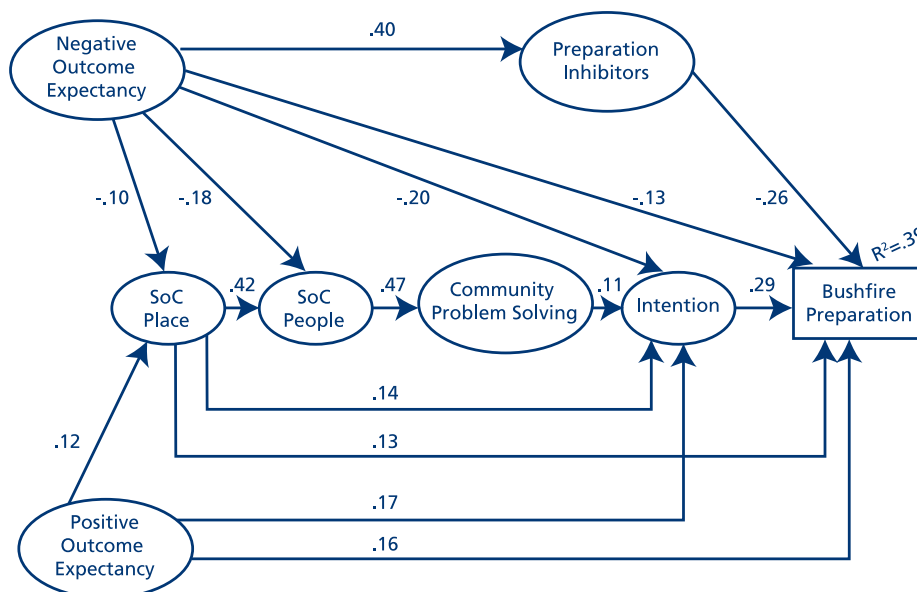 Negative
Outcome
Expectancy
.40
Preparation
Inhibitors
-.10
-.18
-.20
-.13
-.26
SoC
Place
.42
SoC
People
.47
Community
Problem Solving
.11
Intention
.29
Bushfire
Preparation
.14
.13
.12
.17
.16
Positive
Outcome
Expectancy